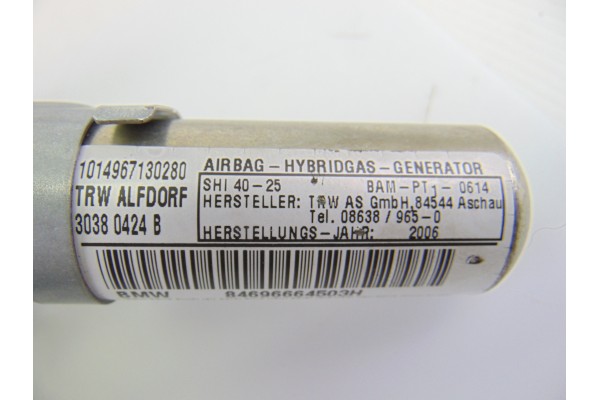 1014967130280
TRW ALFDORF
3038 0424 B
AIRBAG-HYBRIDGAS-GENERATOR
SHI 40-25 BAM-PT1-0614
HERSTELLER: TRW AS GmbH,84544 Aschau
Tel. 08638/965-0
HERSTELLUNGS-JAHR: 2006
BMW 84696664503H